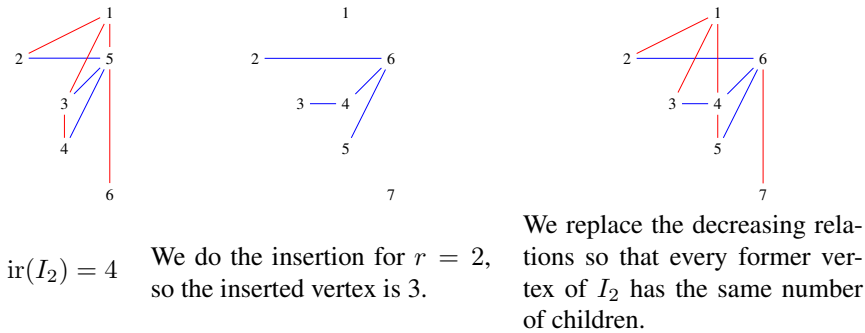 1
2 5
3
4
6
1
2 6
3 4
5
7
1
2 6
3 4
5
7
ir(I₂) = 4
We do the insertion for r = 2,
so the inserted vertex is 3.
We replace the decreasing rela-
tions so that every former ver-
tex of I₂ has the same number
of children.